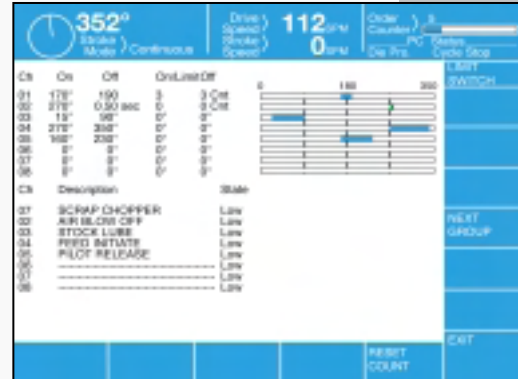 352°
Stroke Mode ) Continuous
Drive Speed ) 112 SPM
Stroke Speed ) 0 SPM
Order Counter )
PC Status
Die Pro. Cycle Stop
LIMIT SWITCH
Ch On Off On/Limit Off
0 180 360
01 170° 190 3 3 Cnt
02 270° 0.50 sec 0 0 Cnt
03 15° 90° 0° 0°
04 270° 350° 0° 0°
05 160° 230° 0° 0°
06 0° 0° 0° 0°
07 0° 0° 0° 0°
08 0° 0° 0° 0°
Ch Description State
SCRAP CHOPPER Low
02 AIR BLOW OFF Low
03 STOCK LUBE Low
04 FEED INITIATE Low
05 PILOT RELEASE Low
06 Low
07 Low
08 Low
NEXT GROUP
RESET COUNT
EXIT